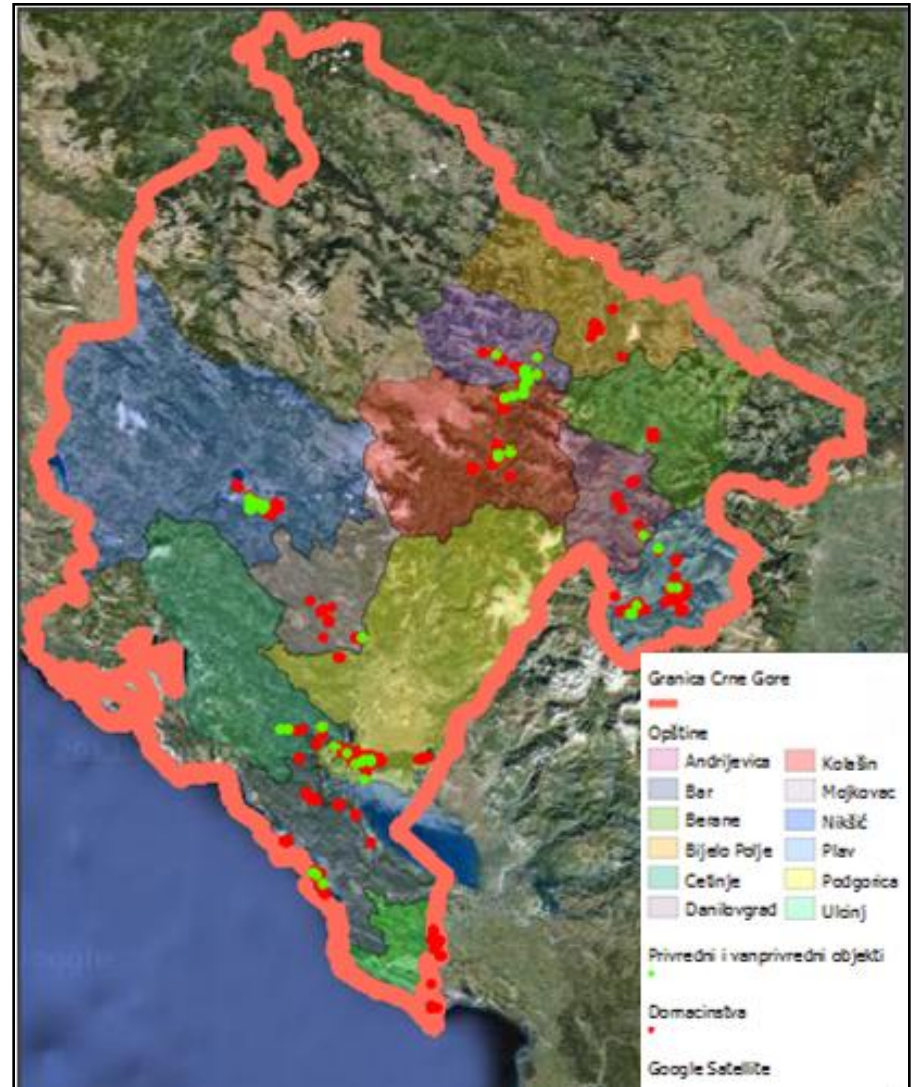 Granica Crne Gore
Opštine
Andrijevica
Bar
Berane
Bijelo Polje
Cetinje
Danilovgrad
Kolašin
Mojkovac
Nikšić
Plav
Podgorica
Ulcinj
Privredni i vanprivredni objekti
Domacinstva
Google Satellite